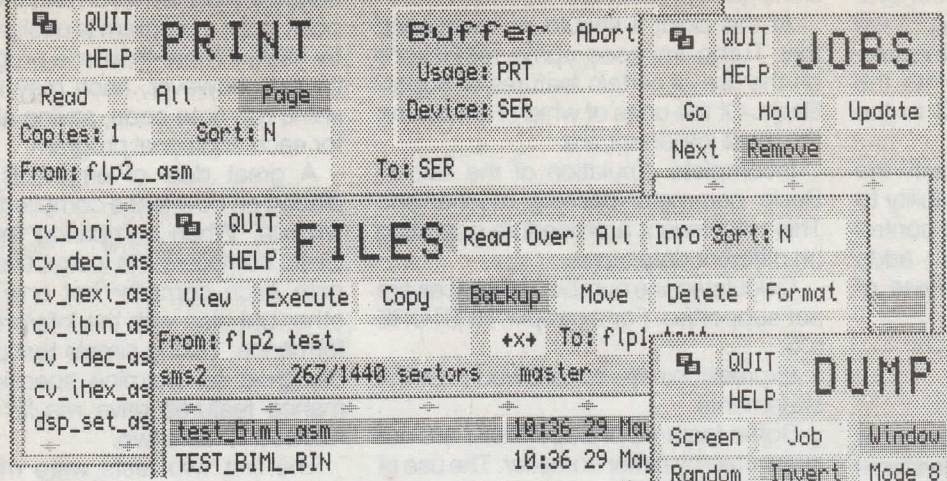 QUIT
HELP
PRINT
Read All Page
Copies: 1 Sort: N
From: flp2__asm To: SER
Buffer Abort
Usage: PRT
Device: SER
QUIT
HELP
JOBS
Go Hold Update
Next Remove
cv_bini_as
cv_deci_as
cv_hexi_as
cv_ibin_as
cv_idec_as
cv_ihex_as
dsp_set_as
QUIT
HELP
FILES
Read Over All Info Sort: N
View Execute Copy Backup Move Delete Format
From: flp2_test_ To: flp1_test
sms2 267/1440 sectors master
test_biml_asm 10:36 29 May
TEST_BIML_BIN 10:36 29 May
QUIT
HELP
DUMP
Screen Job Window
Random Invert Mode 8